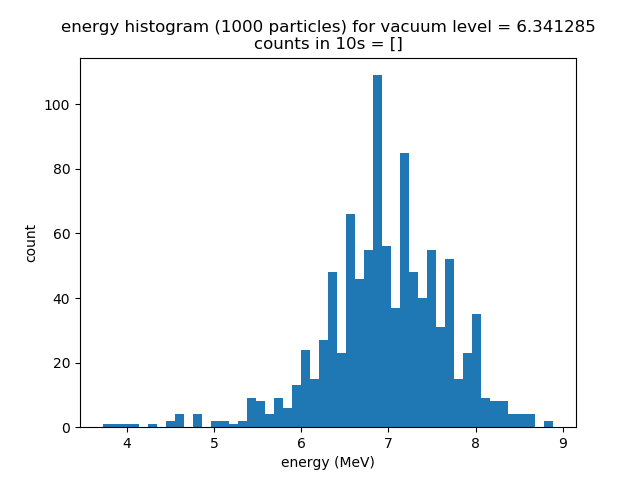 energy histogram (1000 particles) for vacuum level = 6.341285
counts in 10s = []
100
80
60
40
20
0
count
4 5 6 7 8 9
energy (MeV)